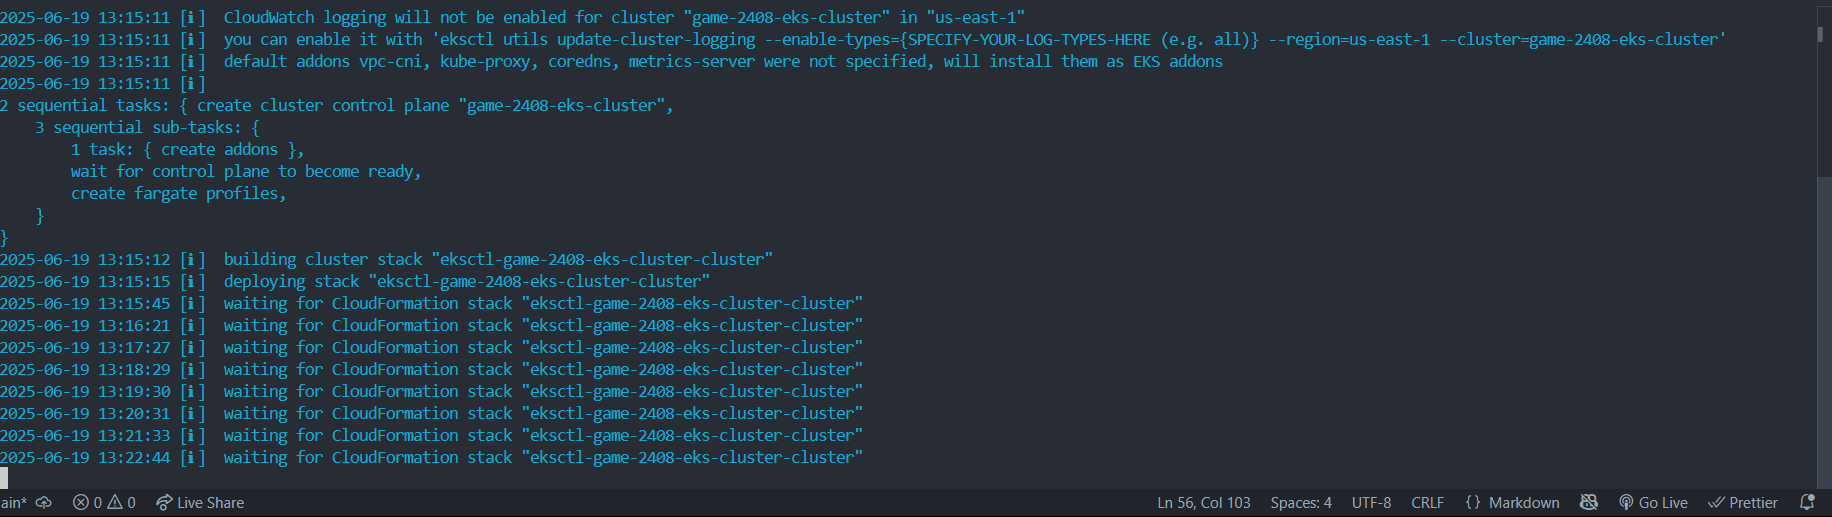 2025-06-19 13:15:11 [ℹ]  CloudWatch logging will not be enabled for cluster "game-2408-eks-cluster" in "us-east-1"
2025-06-19 13:15:11 [ℹ]  you can enable it with 'eksctl utils update-cluster-logging --enable-types={SPECIFY-YOUR-LOG-TYPES-HERE (e.g. all)} --region=us-east-1 --cluster=game-2408-eks-cluster'
2025-06-19 13:15:11 [ℹ]  default addons vpc-cni, kube-proxy, coredns, metrics-server were not specified, will install them as EKS addons
2025-06-19 13:15:11 [ℹ]
2 sequential tasks: { create cluster control plane "game-2408-eks-cluster",
    3 sequential sub-tasks: {
        1 task: { create addons },
        wait for control plane to become ready,
        create fargate profiles,
    }
}
2025-06-19 13:15:12 [ℹ]  building cluster stack "eksctl-game-2408-eks-cluster-cluster"
2025-06-19 13:15:15 [ℹ]  deploying stack "eksctl-game-2408-eks-cluster-cluster"
2025-06-19 13:15:45 [ℹ]  waiting for CloudFormation stack "eksctl-game-2408-eks-cluster-cluster"
2025-06-19 13:16:21 [ℹ]  waiting for CloudFormation stack "eksctl-game-2408-eks-cluster-cluster"
2025-06-19 13:17:27 [ℹ]  waiting for CloudFormation stack "eksctl-game-2408-eks-cluster-cluster"
2025-06-19 13:18:29 [ℹ]  waiting for CloudFormation stack "eksctl-game-2408-eks-cluster-cluster"
2025-06-19 13:19:30 [ℹ]  waiting for CloudFormation stack "eksctl-game-2408-eks-cluster-cluster"
2025-06-19 13:20:31 [ℹ]  waiting for CloudFormation stack "eksctl-game-2408-eks-cluster-cluster"
2025-06-19 13:21:33 [ℹ]  waiting for CloudFormation stack "eksctl-game-2408-eks-cluster-cluster"
2025-06-19 13:22:44 [ℹ]  waiting for CloudFormation stack "eksctl-game-2408-eks-cluster-cluster"
ain* 0 0 Live Share Ln 56, Col 103 Spaces: 4 UTF-8 CRLF {} Markdown Go Live Prettier